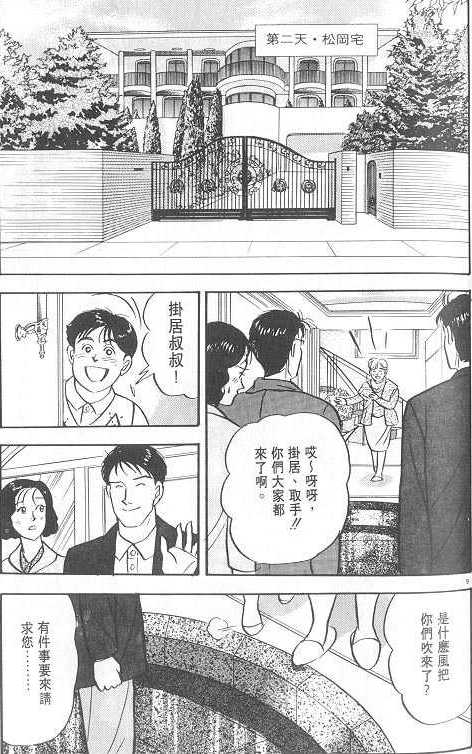 第二天·松岡宅
哎～呀呀，
掛居、取手!!
你們大家都
來了啊。
掛居叔叔！
9
是什麼風把
你們吹來了？
有件事要來請
求您………